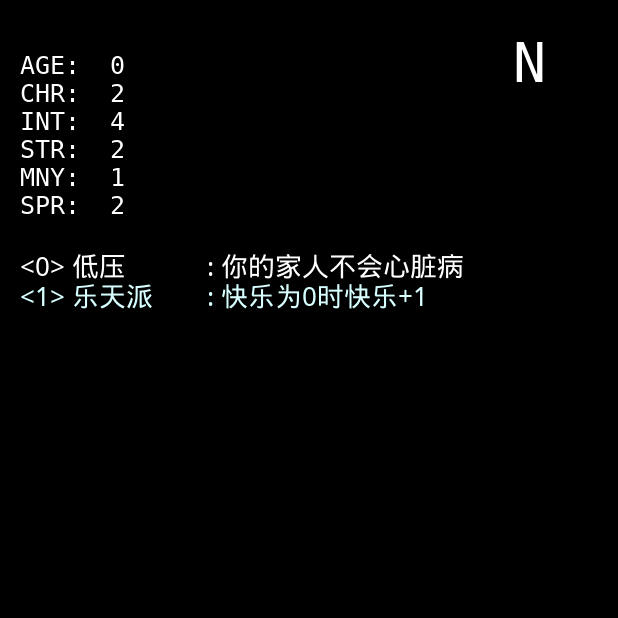 N
AGE: 0
CHR: 2
INT: 4
STR: 2
MNY: 1
SPR: 2
<0> 低压 : 你的家人不会心脏病
<1> 乐天派 : 快乐为0时快乐+1